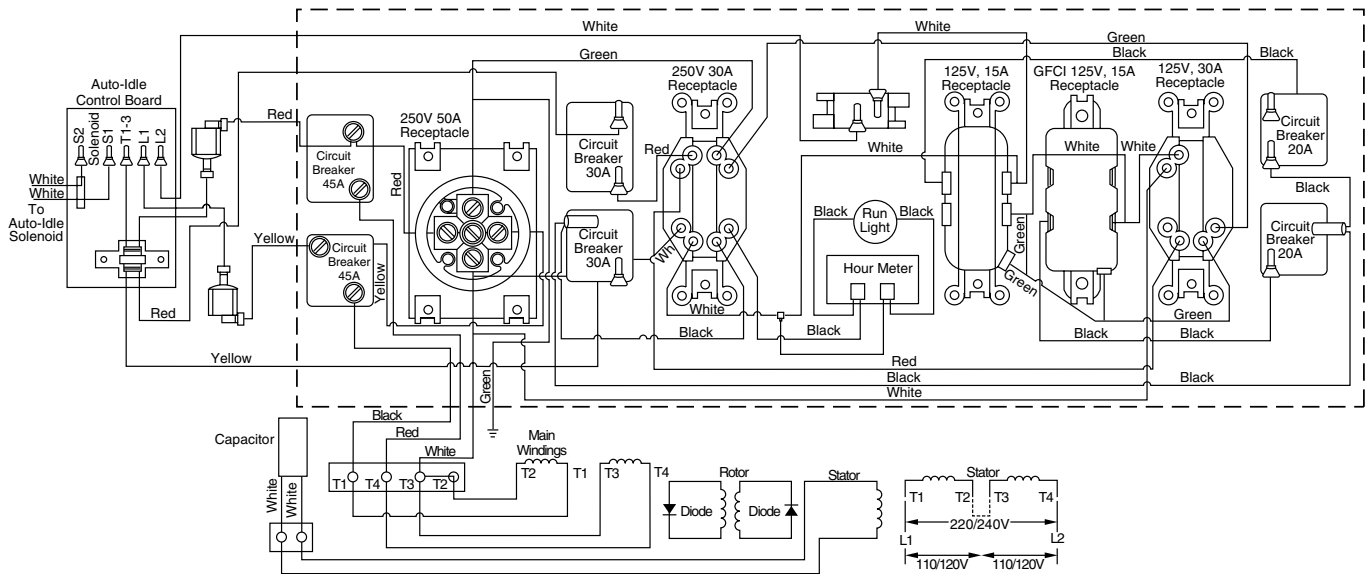 White
Green
Black
Black
Auto-Idle
Control Board
S2
Solenoid
S1
T1-3
L1
L2
Red
White
White
To
Auto-Idle
Solenoid
Yellow
Red
Yellow
Circuit
Breaker
45A
Circuit
Breaker
45A
Red
Yellow
250V 50A
Receptacle
Green
Circuit
Breaker
30A
Circuit
Breaker
30A
Red
250V 30A
Receptacle
Wh.
White
Black
White
White
Black
Run
Light
Black
Hour Meter
Black
125V, 15A
Receptacle
GFCI 125V, 15A
Receptacle
125V, 30A
Receptacle
White
White
Green
Green
Green
Black
Black
Circuit
Breaker
20A
Black
Circuit
Breaker
20A
Red
Black
Black
White
Green
Black
Red
White
Capacitor
White
White
T1
T4
T3
T2
Main
Windings
T2
T1
T3
T4
Rotor
Diode
Diode
Stator
Stator
T1
T2
T3
T4
220/240V
L1
L2
110/120V
110/120V